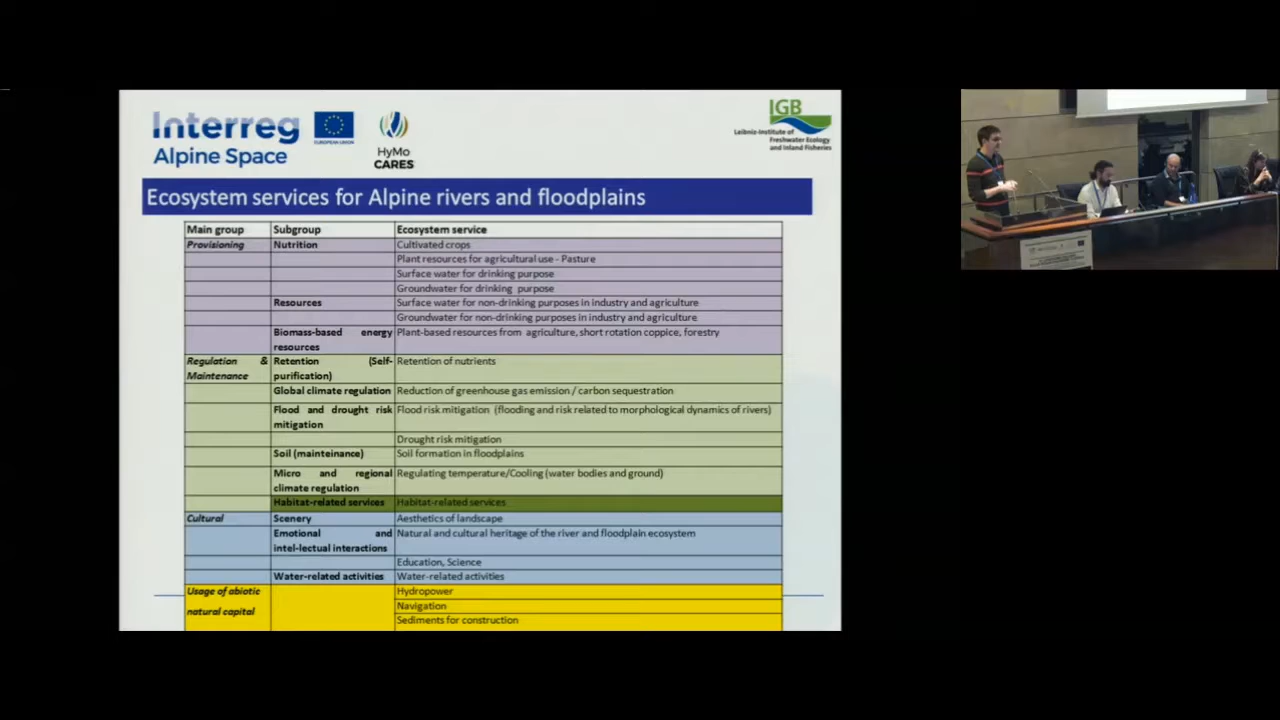 Interreg
Alpine Space
EUROPEAN UNION
HyMo
CARES
IGB
Leibniz-Institute of
Freshwater Ecology
and Inland Fisheries
Ecosystem services for Alpine rivers and floodplains
Main group Subgroup Ecosystem service
Provisioning Nutrition Cultivated crops
Plant resources for agricultural use - Pasture
Surface water for drinking purpose
Groundwater for drinking purpose
Resources Surface water for non-drinking purposes in industry and agriculture
Groundwater for non-drinking purposes in industry and agriculture
Biomass-based energy Plant-based resources from agriculture, short rotation coppice, forestry
resources
Regulation & Retention (Self- Retention of nutrients
Maintenance purification)
Global climate regulation Reduction of greenhouse gas emission / carbon sequestration
Flood and drought risk Flood risk mitigation (flooding and risk related to morphological dynamics of rivers)
mitigation
Drought risk mitigation
Soil (mainteinance) Soil formation in floodplains
Micro and regional Regulating temperature/Cooling (water bodies and ground)
climate regulation
Habitat-related services Habitat-related services
Cultural Scenery Aesthetics of landscape
Emotional and Natural and cultural heritage of the river and floodplain ecosystem
intel-lectual interactions
Education, Science
Water-related activities Water-related activities
Usage of abiotic Hydropower
natural capital Navigation
Sediments for construction